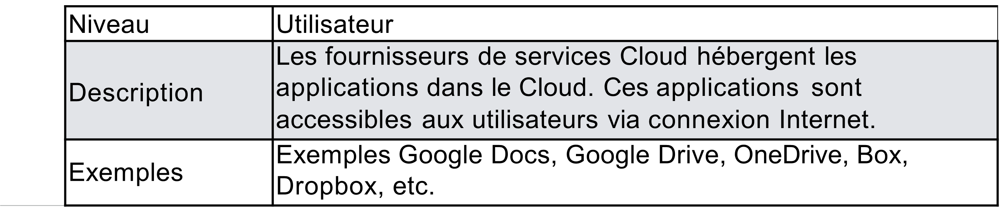 Niveau
Utilisateur
Description
Les fournisseurs de services Cloud hébergent les
applications dans le Cloud. Ces applications sont
accessibles aux utilisateurs via connexion Internet.
Exemples
Exemples Google Docs, Google Drive, OneDrive, Box,
Dropbox, etc.